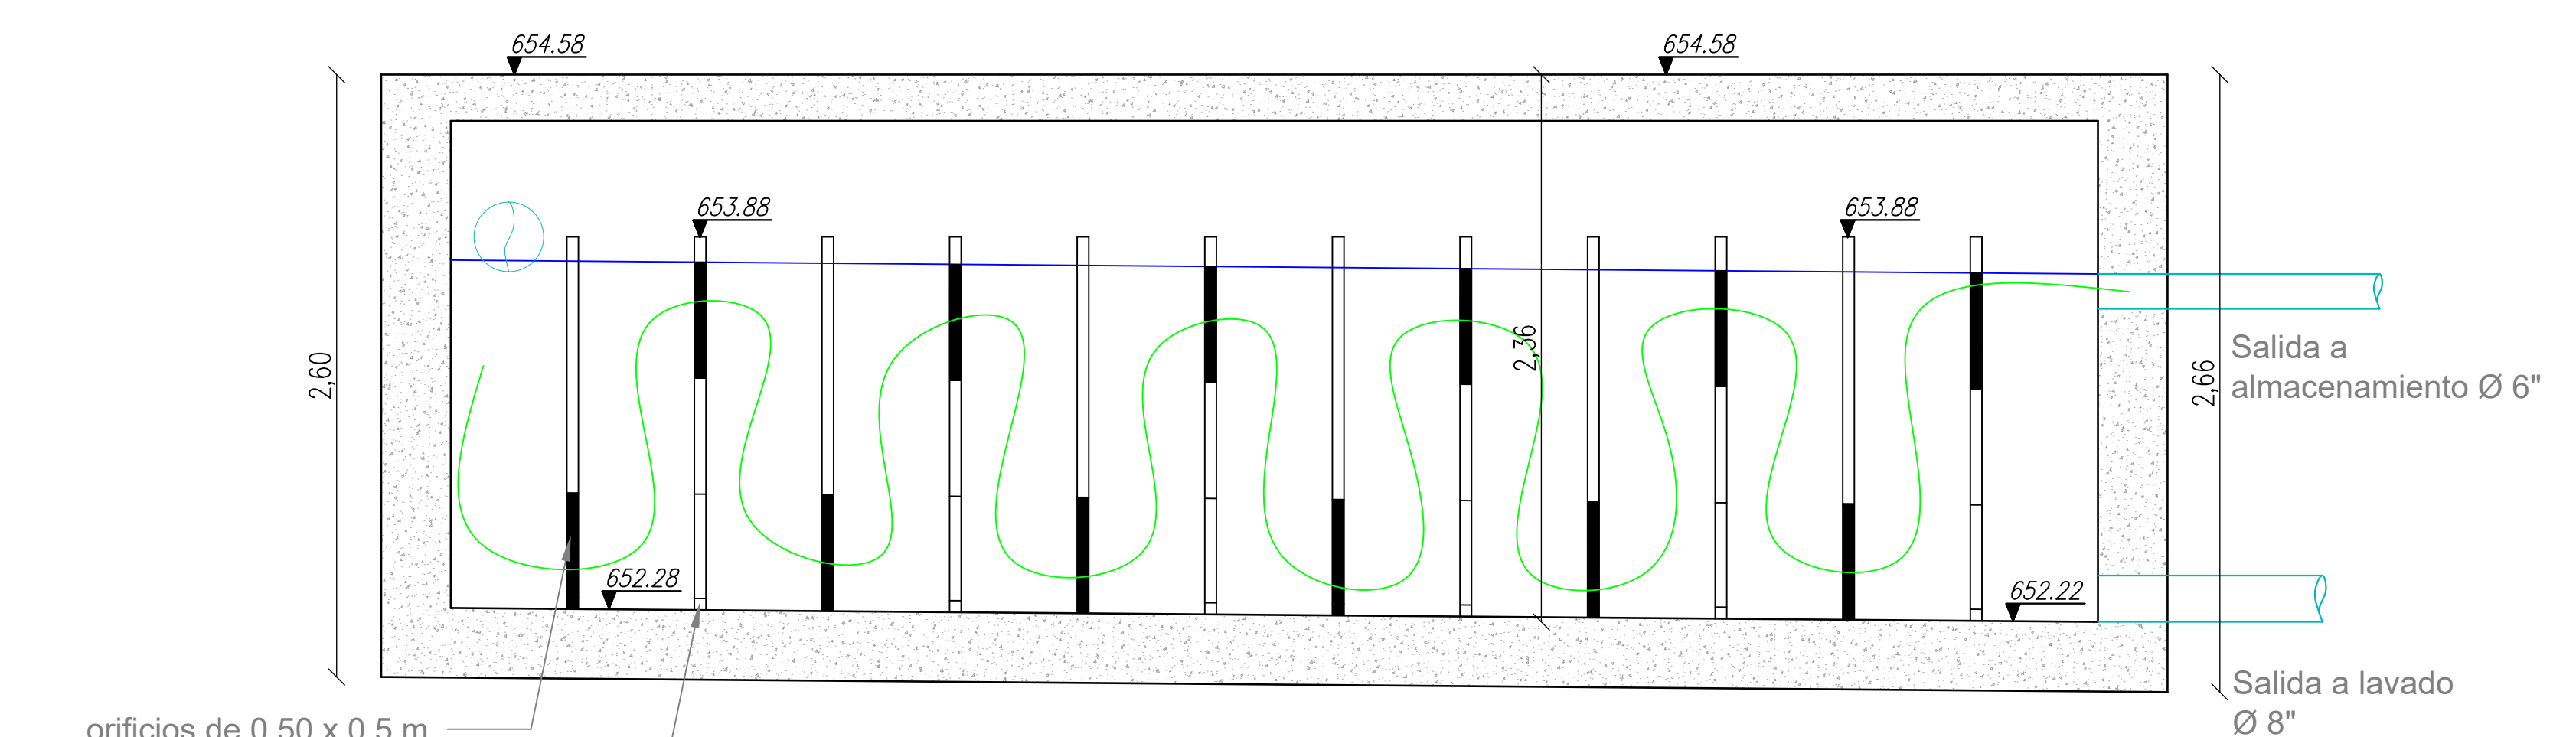 654.58
654.58
653.88
653.88
2,36
2,60
2,66
Salida a
almacenamiento Ø 6"
652.28
652.22
Salida a lavado
Ø 8"
orificios de 0.50 x 0.5 m